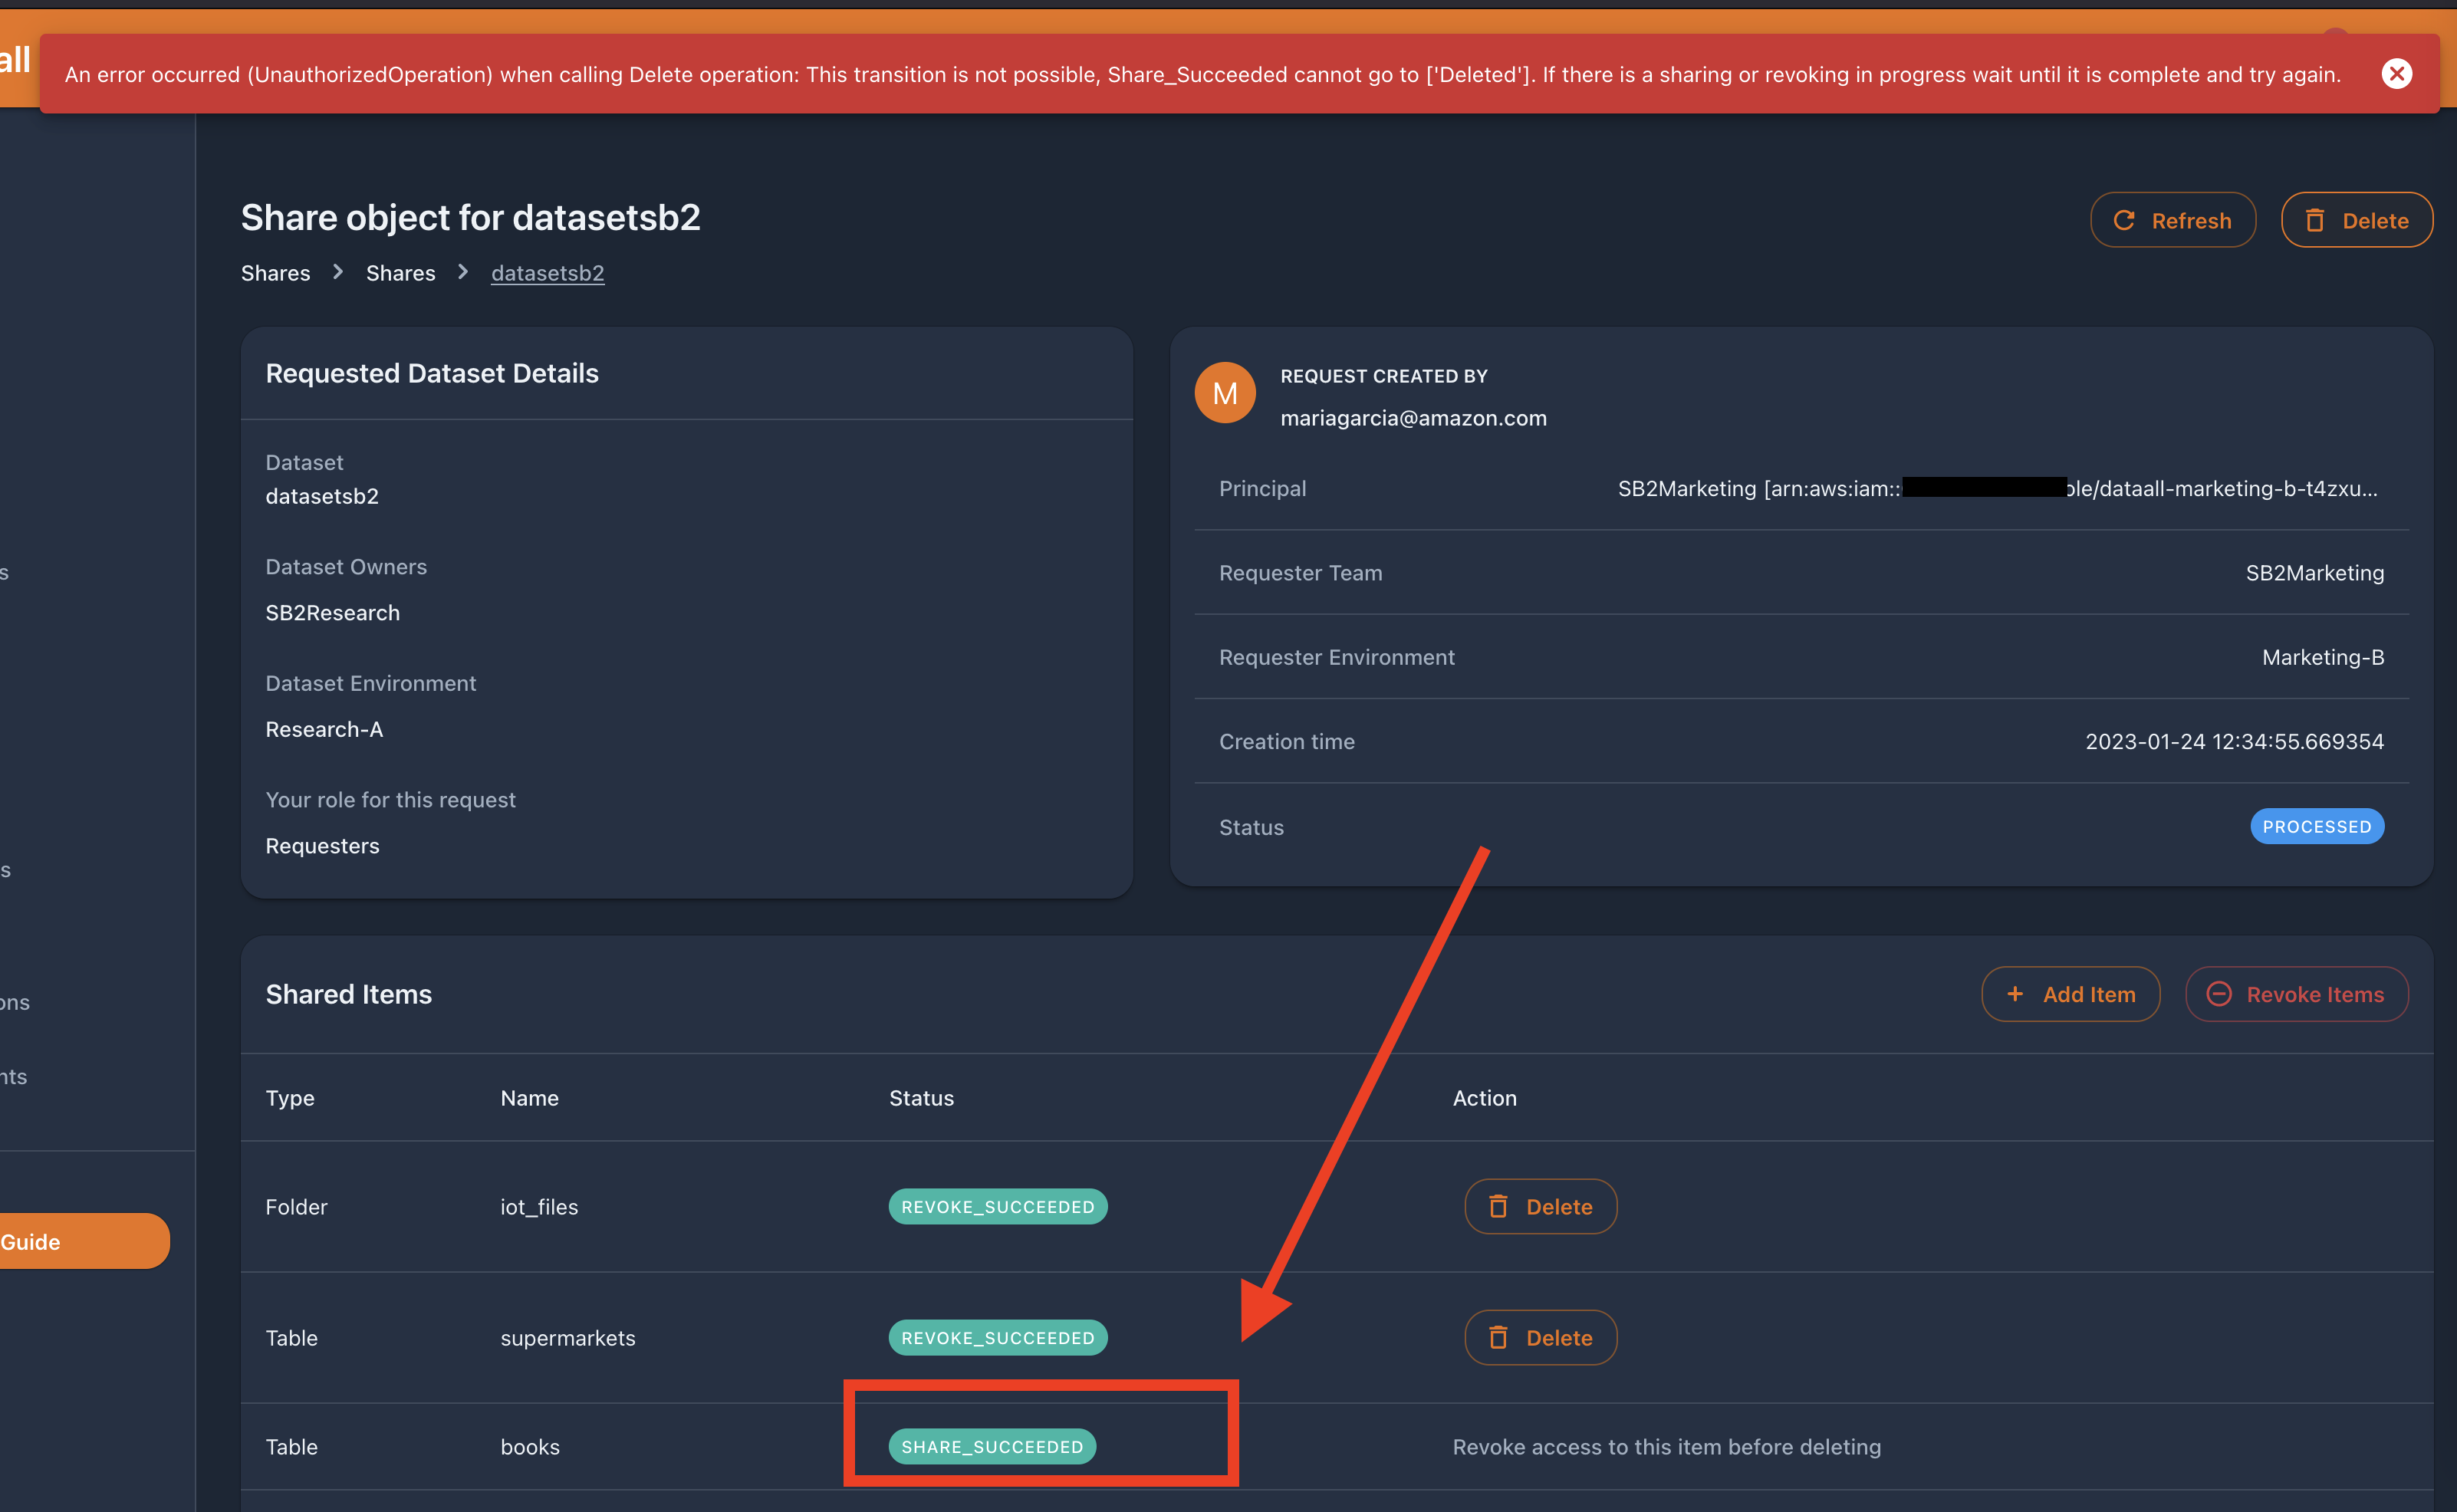 all
An error occurred (UnauthorizedOperation) when calling Delete operation: This transition is not possible, Share_Succeeded cannot go to ['Deleted']. If there is a sharing or revoking in progress wait until it is complete and try again.
Share object for datasetsb2
Refresh
Delete
Shares > Shares > datasetsb2
Requested Dataset Details
Dataset
datasetsb2
Dataset Owners
SB2Research
Dataset Environment
Research-A
Your role for this request
Requesters
M
REQUEST CREATED BY
mariagarcia@amazon.com
Principal SB2Marketing [arn:aws:iam:: ole/dataall-marketing-b-t4zxu...
Requester Team SB2Marketing
Requester Environment Marketing-B
Creation time 2023-01-24 12:34:55.669354
Status PROCESSED
s
s
ons
nts
Guide
Shared Items
+ Add Item
Revoke Items
Type Name Status Action
Folder iot_files REVOKE_SUCCEEDED Delete
Table supermarkets REVOKE_SUCCEEDED Delete
Table books SHARE_SUCCEEDED Revoke access to this item before deleting